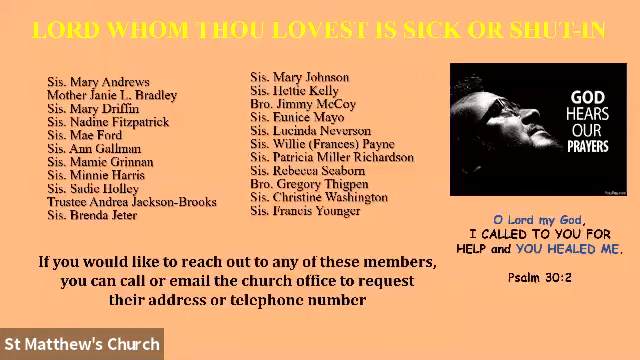 LORD WHOM THOU LOVEST IS SICK OR SHUT-IN
Sis. Mary Andrews
Mother Janie L. Bradley
Sis. Mary Driffin
Sis. Nadine Fitzpatrick
Sis. Mae Ford
Sis. Ann Gallman
Sis. Mamie Grinnan
Sis. Minnie Harris
Sis. Sadie Holley
Trustee Andrea Jackson-Brooks
Sis. Brenda Jeter
Sis. Mary Johnson
Sis. Hettie Kelly
Bro. Jimmy McCoy
Sis. Eunice Mayo
Sis. Lucinda Neverson
Sis. Willie (Frances) Payne
Sis. Patricia Miller Richardson
Sis. Rebecca Seaborn
Bro. Gregory Thigpen
Sis. Christine Washington
Sis. Francis Younger
GOD
HEARS
OUR
PRAYERS
O Lord my God,
I CALLED TO YOU FOR
HELP and YOU HEALED ME.
Psalm 30:2
If you would like to reach out to any of these members,
you can call or email the church office to request
their address or telephone number
St Matthew's Church